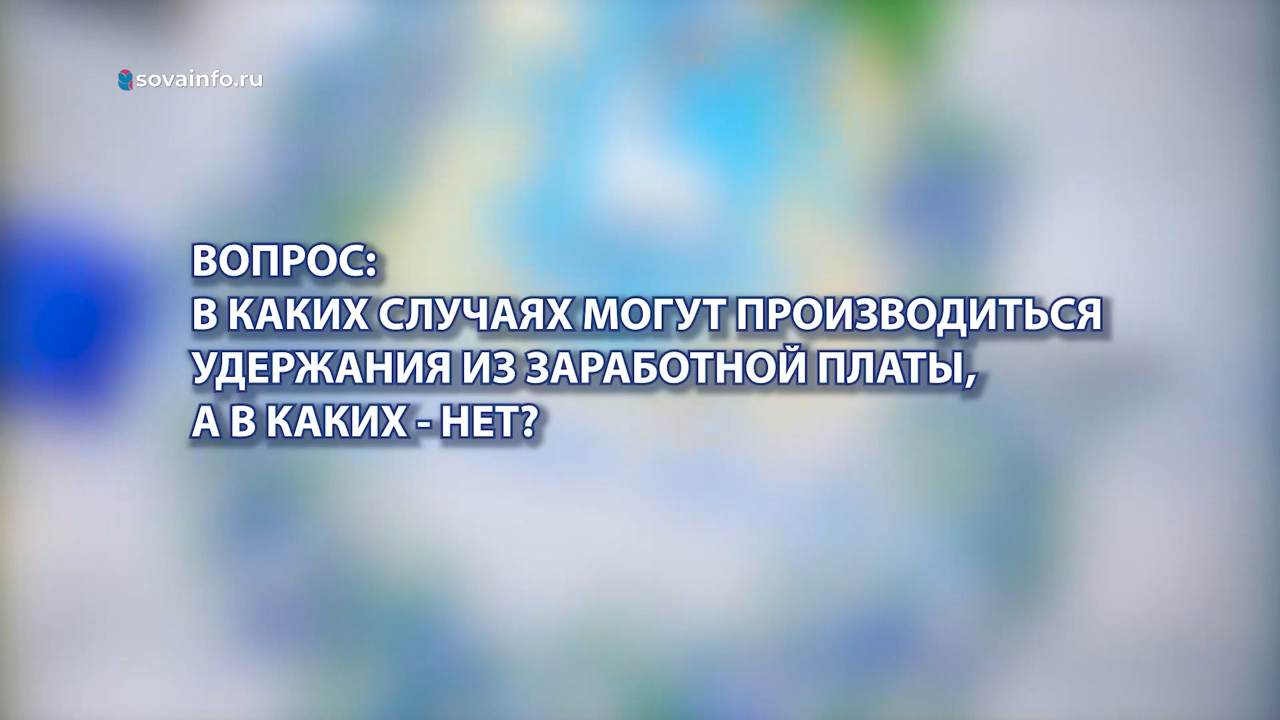 sovainfo.ru
ВОПРОС:
В КАКИХ СЛУЧАЯХ МОГУТ ПРОИЗВОДИТЬСЯ
УДЕРЖАНИЯ ИЗ ЗАРАБОТНОЙ ПЛАТЫ,
А В КАКИХ - НЕТ?